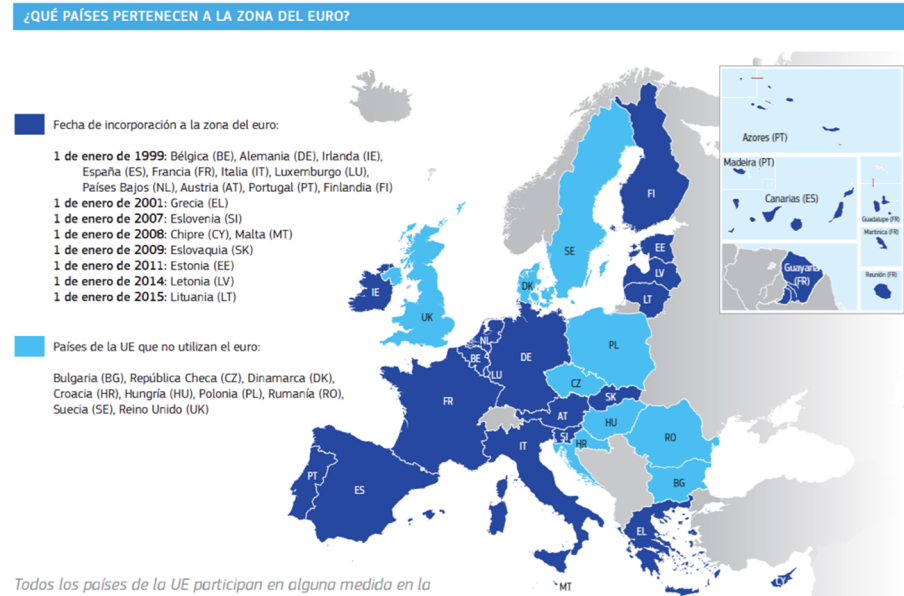 ¿QUÉ PAÍSES PERTENECEN A LA ZONA DEL EURO?
Fecha de incorporación a la zona del euro:
1 de enero de 1999: Bélgica (BE), Alemania (DE), Irlanda (IE),
España (ES), Francia (FR), Italia (IT), Luxemburgo (LU),
Países Bajos (NL), Austria (AT), Portugal (PT), Finlandia (FI)
1 de enero de 2001: Grecia (EL)
1 de enero de 2007: Eslovenia (SI)
1 de enero de 2008: Chipre (CY), Malta (MT)
1 de enero de 2009: Eslovaquia (SK)
1 de enero de 2011: Estonia (EE)
1 de enero de 2014: Letonia (LV)
1 de enero de 2015: Lituania (LT)
Países de la UE que no utilizan el euro:
Bulgaria (BG), República Checa (CZ), Dinamarca (DK),
Croacia (HR), Hungría (HU), Polonia (PL), Rumanía (RO),
Suecia (SE), Reino Unido (UK)
Azores (PT)
Madeira (PT)
Canarias (ES)
Guadalupe (FR)
Martinica (FR)
Guayana
(FR)
Reunión (FR)
FI
SE
EE
LV
LT
DK
IE
UK
NL
BE
LU
DE
PL
CZ
SK
FR
AT
HU
SI
HR
RO
IT
BG
PT
ES
EL
MT
CY
Todos los países de la UE participan en alguna medida en la